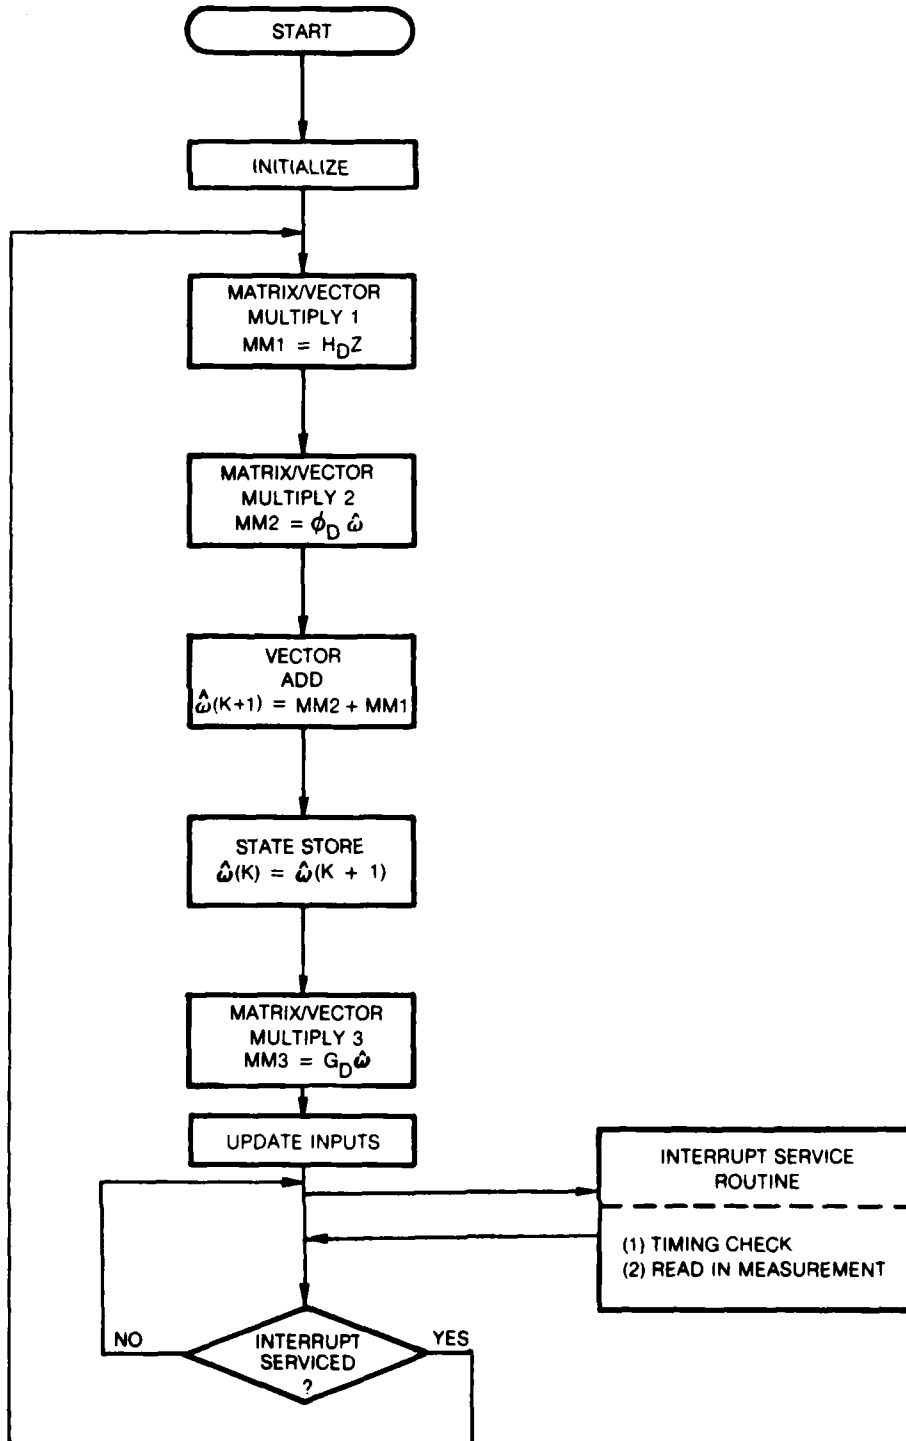 START
INITIALIZE
MATRIX/VECTOR
MULTIPLY 1
MM1 = H_D Z
MATRIX/VECTOR
MULTIPLY 2
MM2 = ϕ_D ω̂
VECTOR
ADD
ω̂(K+1) = MM2 + MM1
STATE STORE
ω̂(K) = ω̂(K + 1)
MATRIX/VECTOR
MULTIPLY 3
MM3 = G_D ω̂
UPDATE INPUTS
INTERRUPT SERVICE
ROUTINE
(1) TIMING CHECK
(2) READ IN MEASUREMENT
NO
INTERRUPT
SERVICED
?
YES